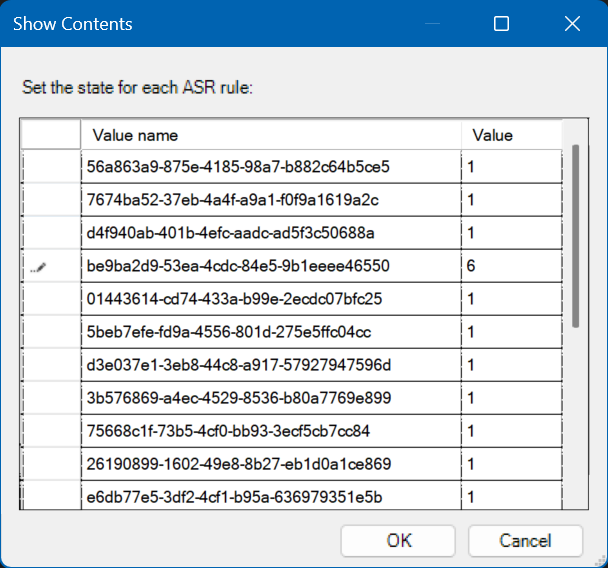 Show Contents
Set the state for each ASR rule:
Value name Value
56a863a9-875e-4185-98a7-b882c64b5ce5 1
7674ba52-37eb-4a4f-a9a1-f0f9a1619a2c 1
d4f940ab-401b-4efc-aadc-ad5f3c50688a 1
be9ba2d9-53ea-4cdc-84e5-9b1eeee46550 6
01443614-cd74-433a-b99e-2ecdc07bfc25 1
5beb7efe-fd9a-4556-801d-275e5ffc04cc 1
d3e037e1-3eb8-44c8-a917-57927947596d 1
3b576869-a4ec-4529-8536-b80a7769e899 1
75668c1f-73b5-4cf0-bb93-3ecf5cb7cc84 1
26190899-1602-49e8-8b27-eb1d0a1ce869 1
e6db77e5-3df2-4cf1-b95a-636979351e5b 1
OK Cancel